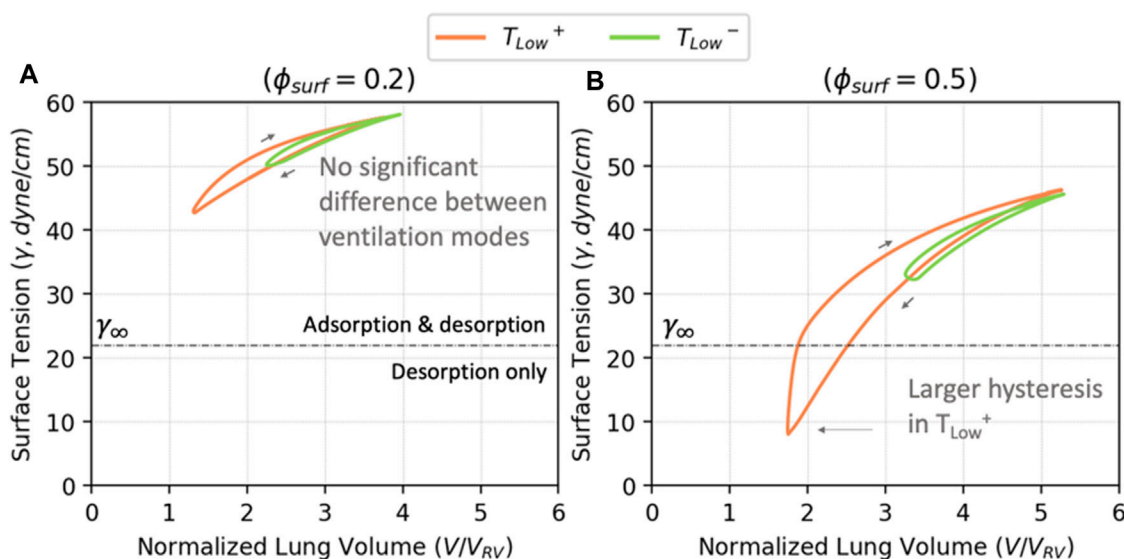 T_Low^+ T_Low^-
A (ϕ_surf = 0.2)
60
50
40
30
20
10
0
Surface Tension (γ, dyne/cm)
No significant
difference between
ventilation modes
γ∞
Adsorption & desorption
Desorption only
0 1 2 3 4 5 6
Normalized Lung Volume (V/V_RV)
B (ϕ_surf = 0.5)
60
50
40
30
20
10
0
Surface Tension (γ, dyne/cm)
γ∞
Larger hysteresis
in T_Low^+
0 1 2 3 4 5 6
Normalized Lung Volume (V/V_RV)